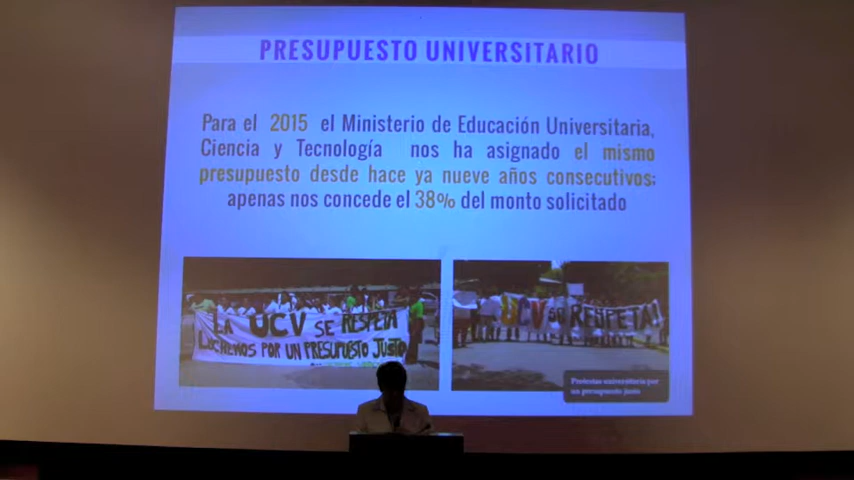 PRESUPUESTO UNIVERSITARIO
Para el 2015 el Ministerio de Educación Universitaria,
Ciencia y Tecnología nos ha asignado el mismo
presupuesto desde hace ya nueve años consecutivos;
apenas nos concede el 38% del monto solicitado
LA UCV SE RESPETA
LUCHEMOS POR UN PRESUPUESTO JUSTO
UCV SE RESPETA!
Protestas universitaria por
un presupuesto justo